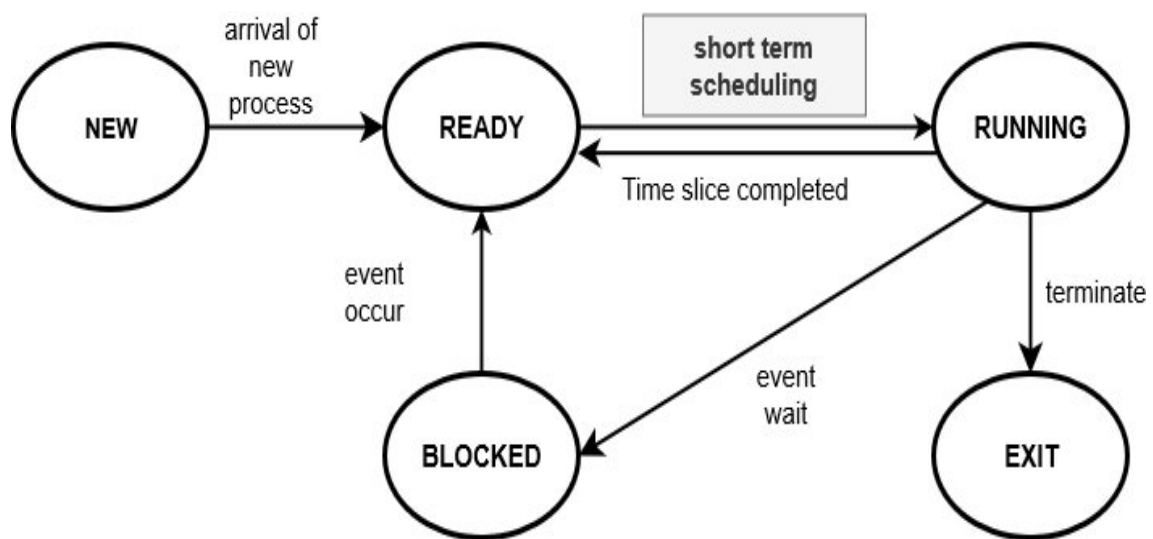 arrival of
new
process
short term
scheduling
NEW
READY
RUNNING
Time slice completed
event
occur
terminate
event
wait
BLOCKED
EXIT